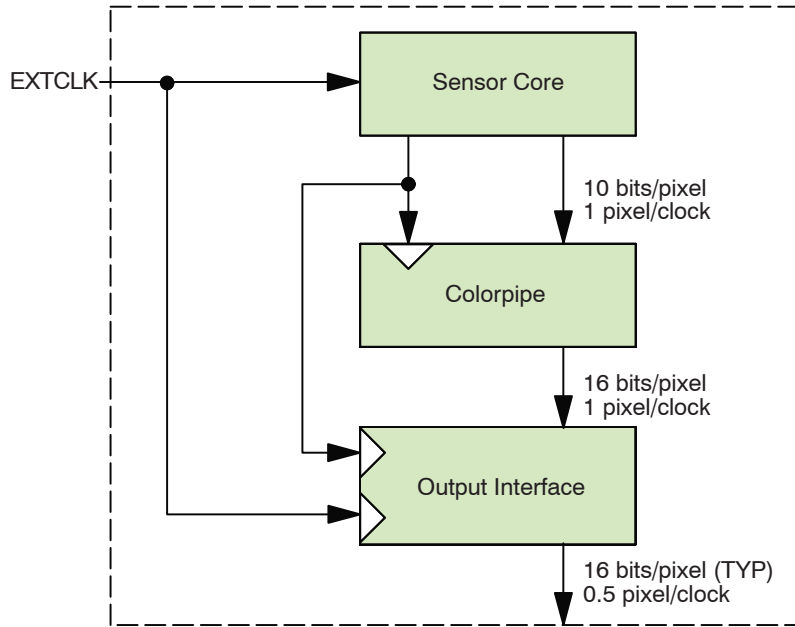 EXTCLK
Sensor Core
10 bits/pixel
1 pixel/clock
Colorpipe
16 bits/pixel
1 pixel/clock
Output Interface
16 bits/pixel (TYP)
0.5 pixel/clock